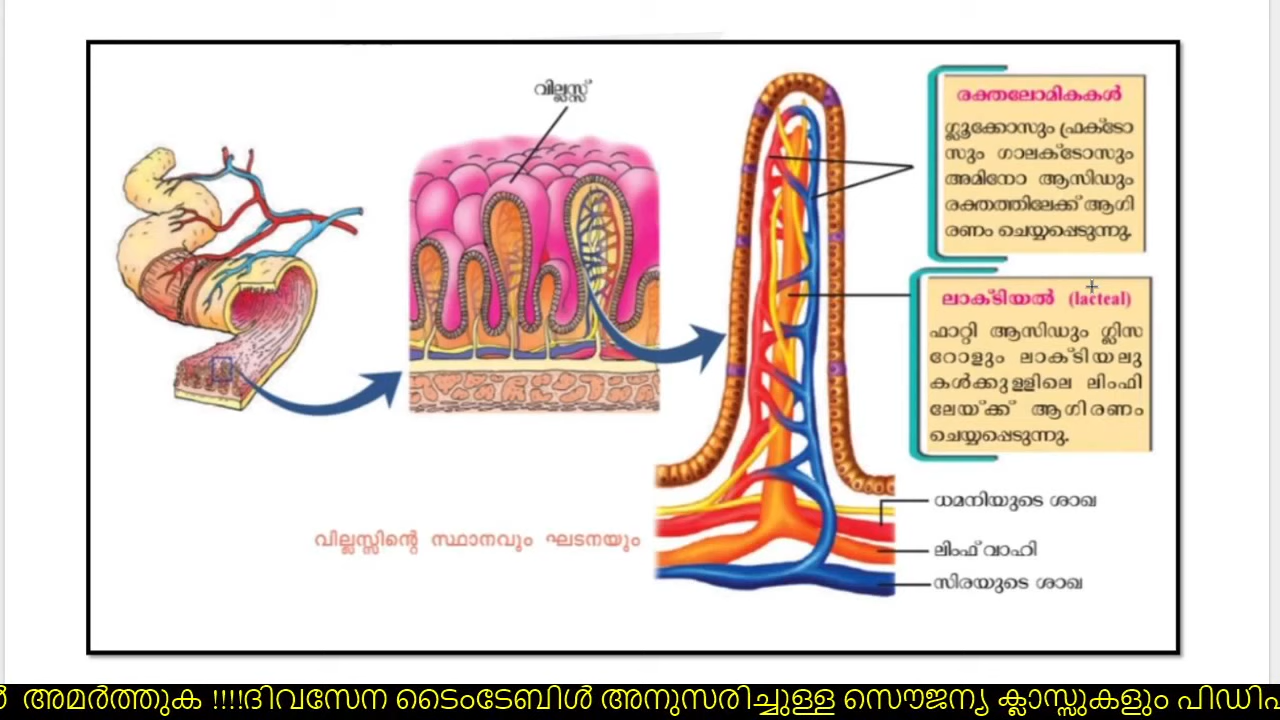 വില്ലസ്സ്
രക്തലോമികകൾ
ഗ്ലൂക്കോസും ഫ്രക്ടോ
സും ഗാലക്ടോസും
അമിനോ ആസിഡും
രക്തത്തിലേക്ക് ആഗി
രണം ചെയ്യപ്പെടുന്നു.
ലാക്ടിയൽ (lacteal)
ഫാറ്റി ആസിഡും ഗ്ലിസ
റോളും ലാക്ടിയലു
കൾക്കുള്ളിലെ ലിംഫി
ലേയ്ക്ക് ആഗിരണം
ചെയ്യപ്പെടുന്നു.
ധമനിയുടെ ശാഖ
ലിംഫ് വാഹി
സിരയുടെ ശാഖ
വില്ലസ്സിന്റെ സ്ഥാനവും ഘടനയും
അമർത്തുക !!!!ദിവസേന ടൈംടേബിൾ അനുസരിച്ചുള്ള സൌജന്യ ക്ലാസ്സുകളും